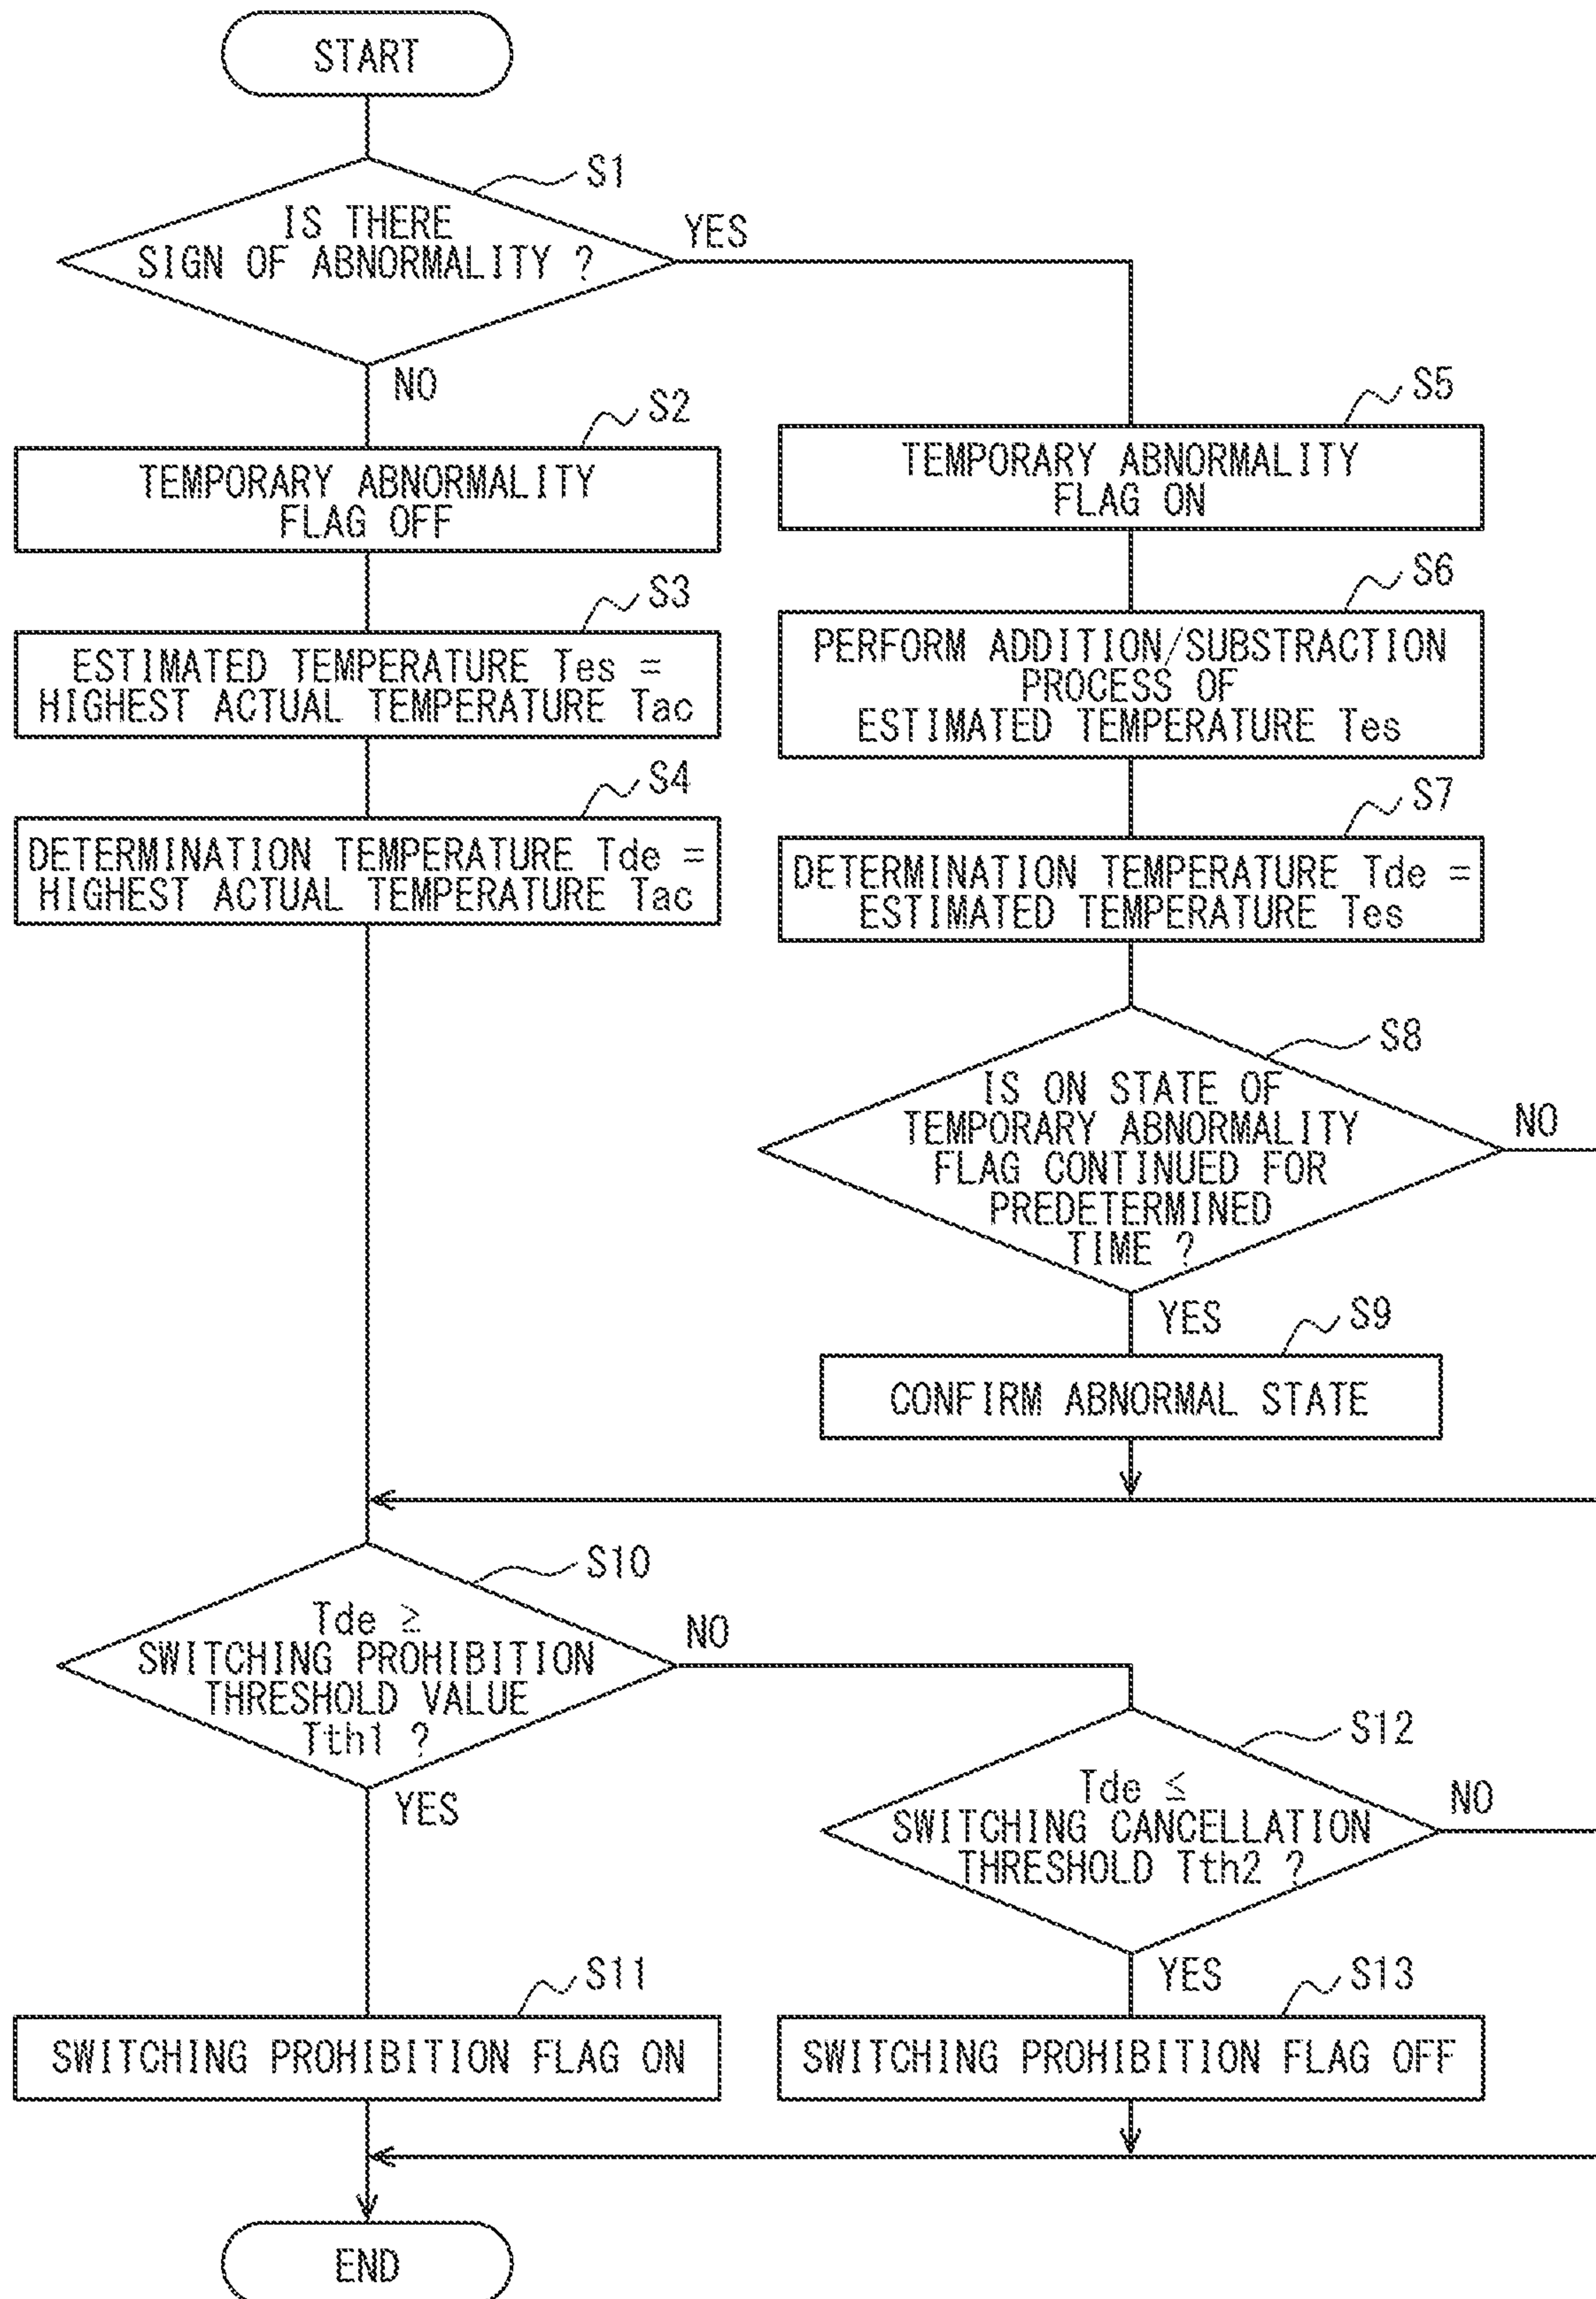 START
S1
IS THERE
SIGN OF ABNORMALITY ?
YES
NO
S2
TEMPORARY ABNORMALITY
FLAG OFF
S3
ESTIMATED TEMPERATURE Tes =
HIGHEST ACTUAL TEMPERATURE Tac
S4
DETERMINATION TEMPERATURE Tde =
HIGHEST ACTUAL TEMPERATURE Tac
S5
TEMPORARY ABNORMALITY
FLAG ON
S6
PERFORM ADDITION/SUBSTRACTION
PROCESS OF
ESTIMATED TEMPERATURE Tes
S7
DETERMINATION TEMPERATURE Tde =
ESTIMATED TEMPERATURE Tes
S8
IS ON STATE OF
TEMPORARY ABNORMALITY
FLAG CONTINUED FOR
PREDETERMINED
TIME ?
NO
YES
S9
CONFIRM ABNORMAL STATE
S10
Tde ≥
SWITCHING PROHIBITION
THRESHOLD VALUE
Tth1 ?
NO
YES
S11
SWITCHING PROHIBITION FLAG ON
S12
Tde ≤
SWITCHING CANCELLATION
THRESHOLD Tth2 ?
NO
YES
S13
SWITCHING PROHIBITION FLAG OFF
END